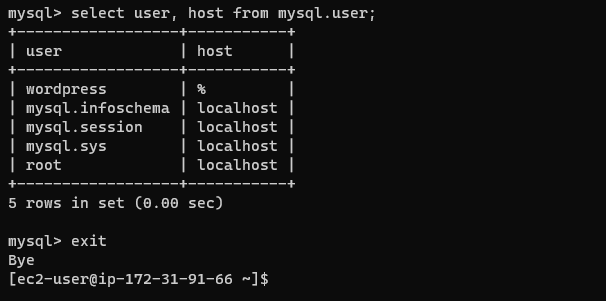 mysql> select user, host from mysql.user;
+------------------+-----------+
| user             | host      |
+------------------+-----------+
| wordpress        | %         |
| mysql.infoschema | localhost |
| mysql.session    | localhost |
| mysql.sys        | localhost |
| root             | localhost |
+------------------+-----------+
5 rows in set (0.00 sec)

mysql> exit
Bye
[ec2-user@ip-172-31-91-66 ~]$